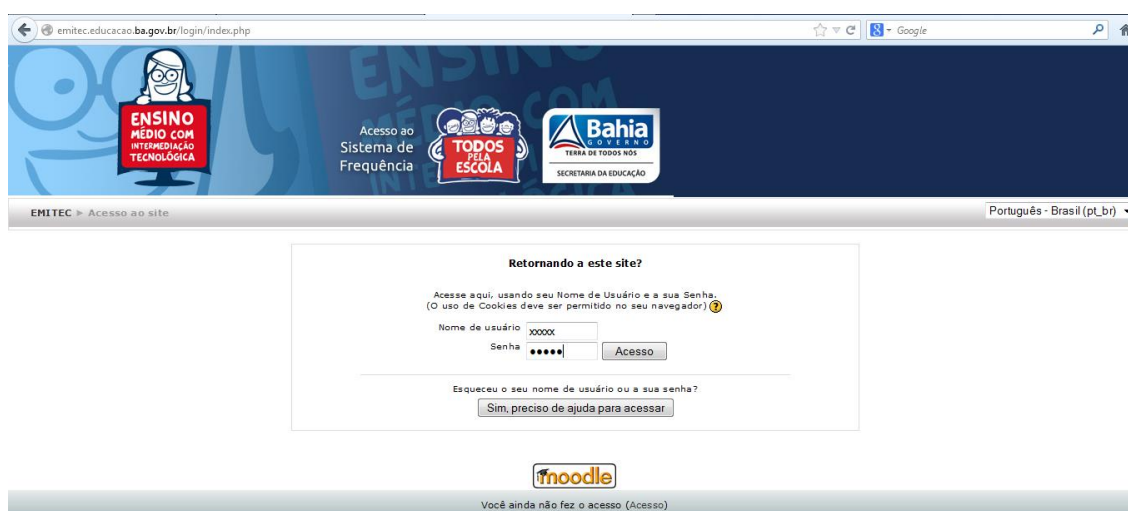 emitec.educacao.ba.gov.br/login/index.php
Google
ENSINO
MÉDIO COM
INTERMEDIAÇÃO
TECNOLÓGICA
ENSINO
MÉDIO COM
Acesso ao
Sistema de
Frequência
TODOS
PELA
ESCOLA
Bahia
GOVERNO
TERRA DE TODOS NÓS
SECRETARIA DA EDUCAÇÃO
EMITEC ► Acesso ao site
Português - Brasil (pt_br)
Retornando a este site?
Acesse aqui, usando seu Nome de Usuário e a sua Senha.
(O uso de Cookies deve ser permitido no seu navegador) ?
Nome de usuário xxxxx
Senha ••••• Acesso
Esqueceu o seu nome de usuário ou a sua senha?
Sim, preciso de ajuda para acessar
moodle
Você ainda não fez o acesso (Acesso)